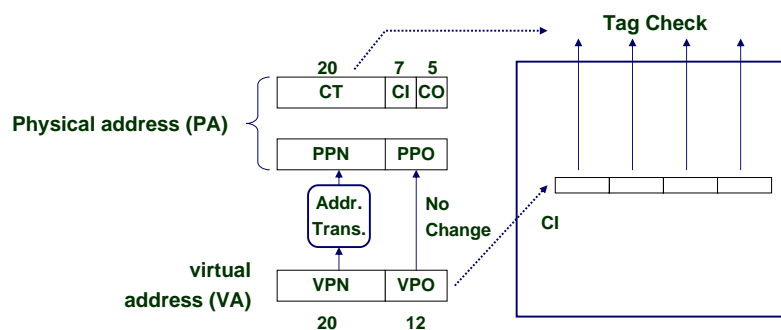 Tag Check
20 7 5
CT CI CO
Physical address (PA)
PPN PPO
Addr.
Trans.
No
Change
CI
virtual
address (VA)
VPN VPO
20 12